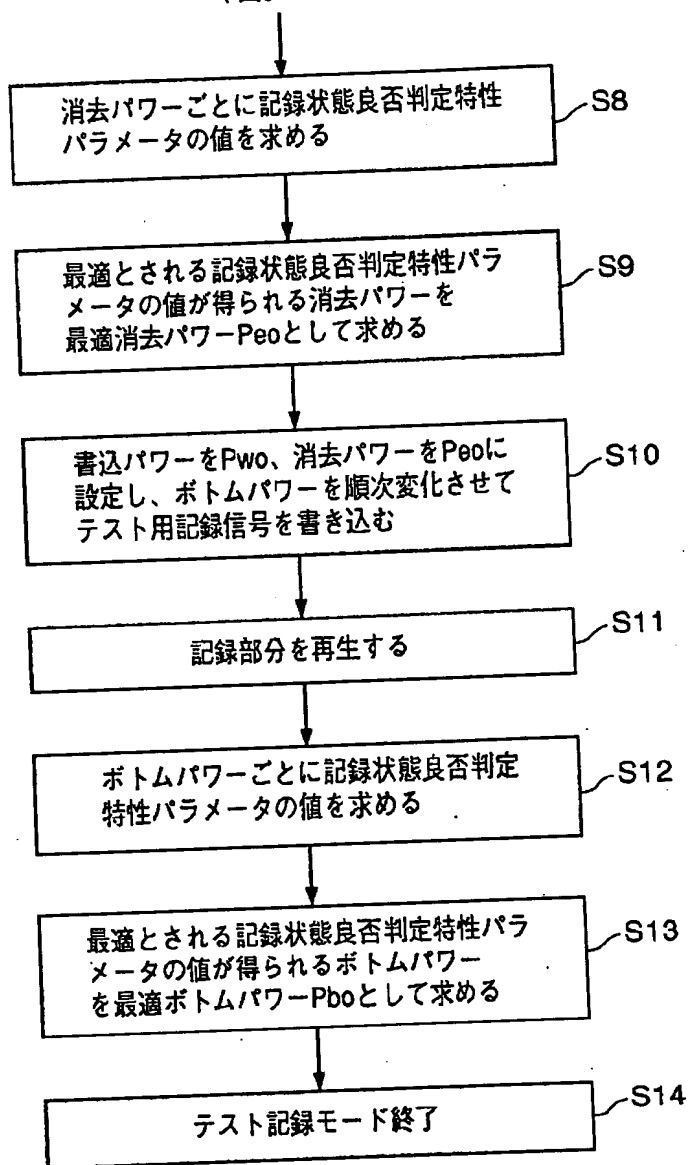 消去パワーごとに記録状態良否判定特性
パラメータの値を求める
S8
最適とされる記録状態良否判定特性パラ
メータの値が得られる消去パワーを
最適消去パワーPeoとして求める
S9
書込パワーをPwo、消去パワーをPeoに
設定し、ボトムパワーを順次変化させて
テスト用記録信号を書き込む
S10
記録部分を再生する
S11
ボトムパワーごとに記録状態良否判定
特性パラメータの値を求める
S12
最適とされる記録状態良否判定特性パラ
メータの値が得られるボトムパワー
を最適ボトムパワーPboとして求める
S13
テスト記録モード終了
S14